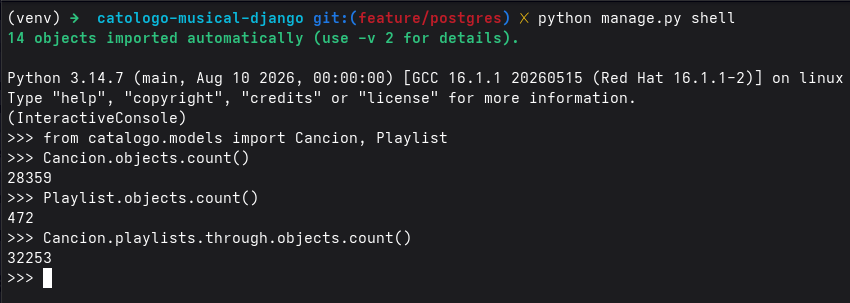 (venv) → catologo-musical-django git:(feature/postgres) ✗ python manage.py shell
14 objects imported automatically (use -v 2 for details).
Python 3.14.7 (main, Aug 10 2026, 00:00:00) [GCC 16.1.1 20260515 (Red Hat 16.1.1-2)] on linux
Type "help", "copyright", "credits" or "license" for more information.
(InteractiveConsole)
>>> from catalogo.models import Cancion, Playlist
>>> Cancion.objects.count()
28359
>>> Playlist.objects.count()
472
>>> Cancion.playlists.through.objects.count()
32253
>>>